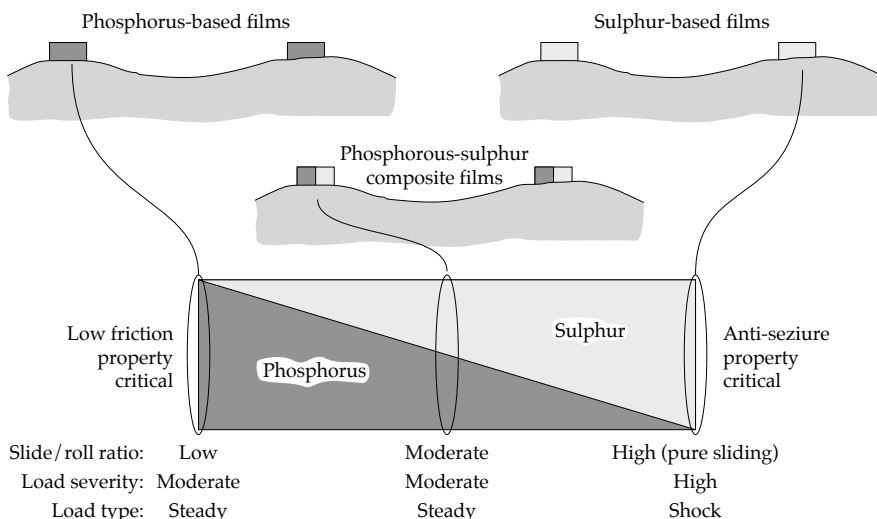 Phosphorus-based films
Sulphur-based films
Phosphorous-sulphur
composite films
Low friction
property
critical
Phosphorus
Sulphur
Anti-seziure
property
critical
Slide/roll ratio: Low Moderate High (pure sliding)
Load severity: Moderate Moderate High
Load type: Steady Steady Shock